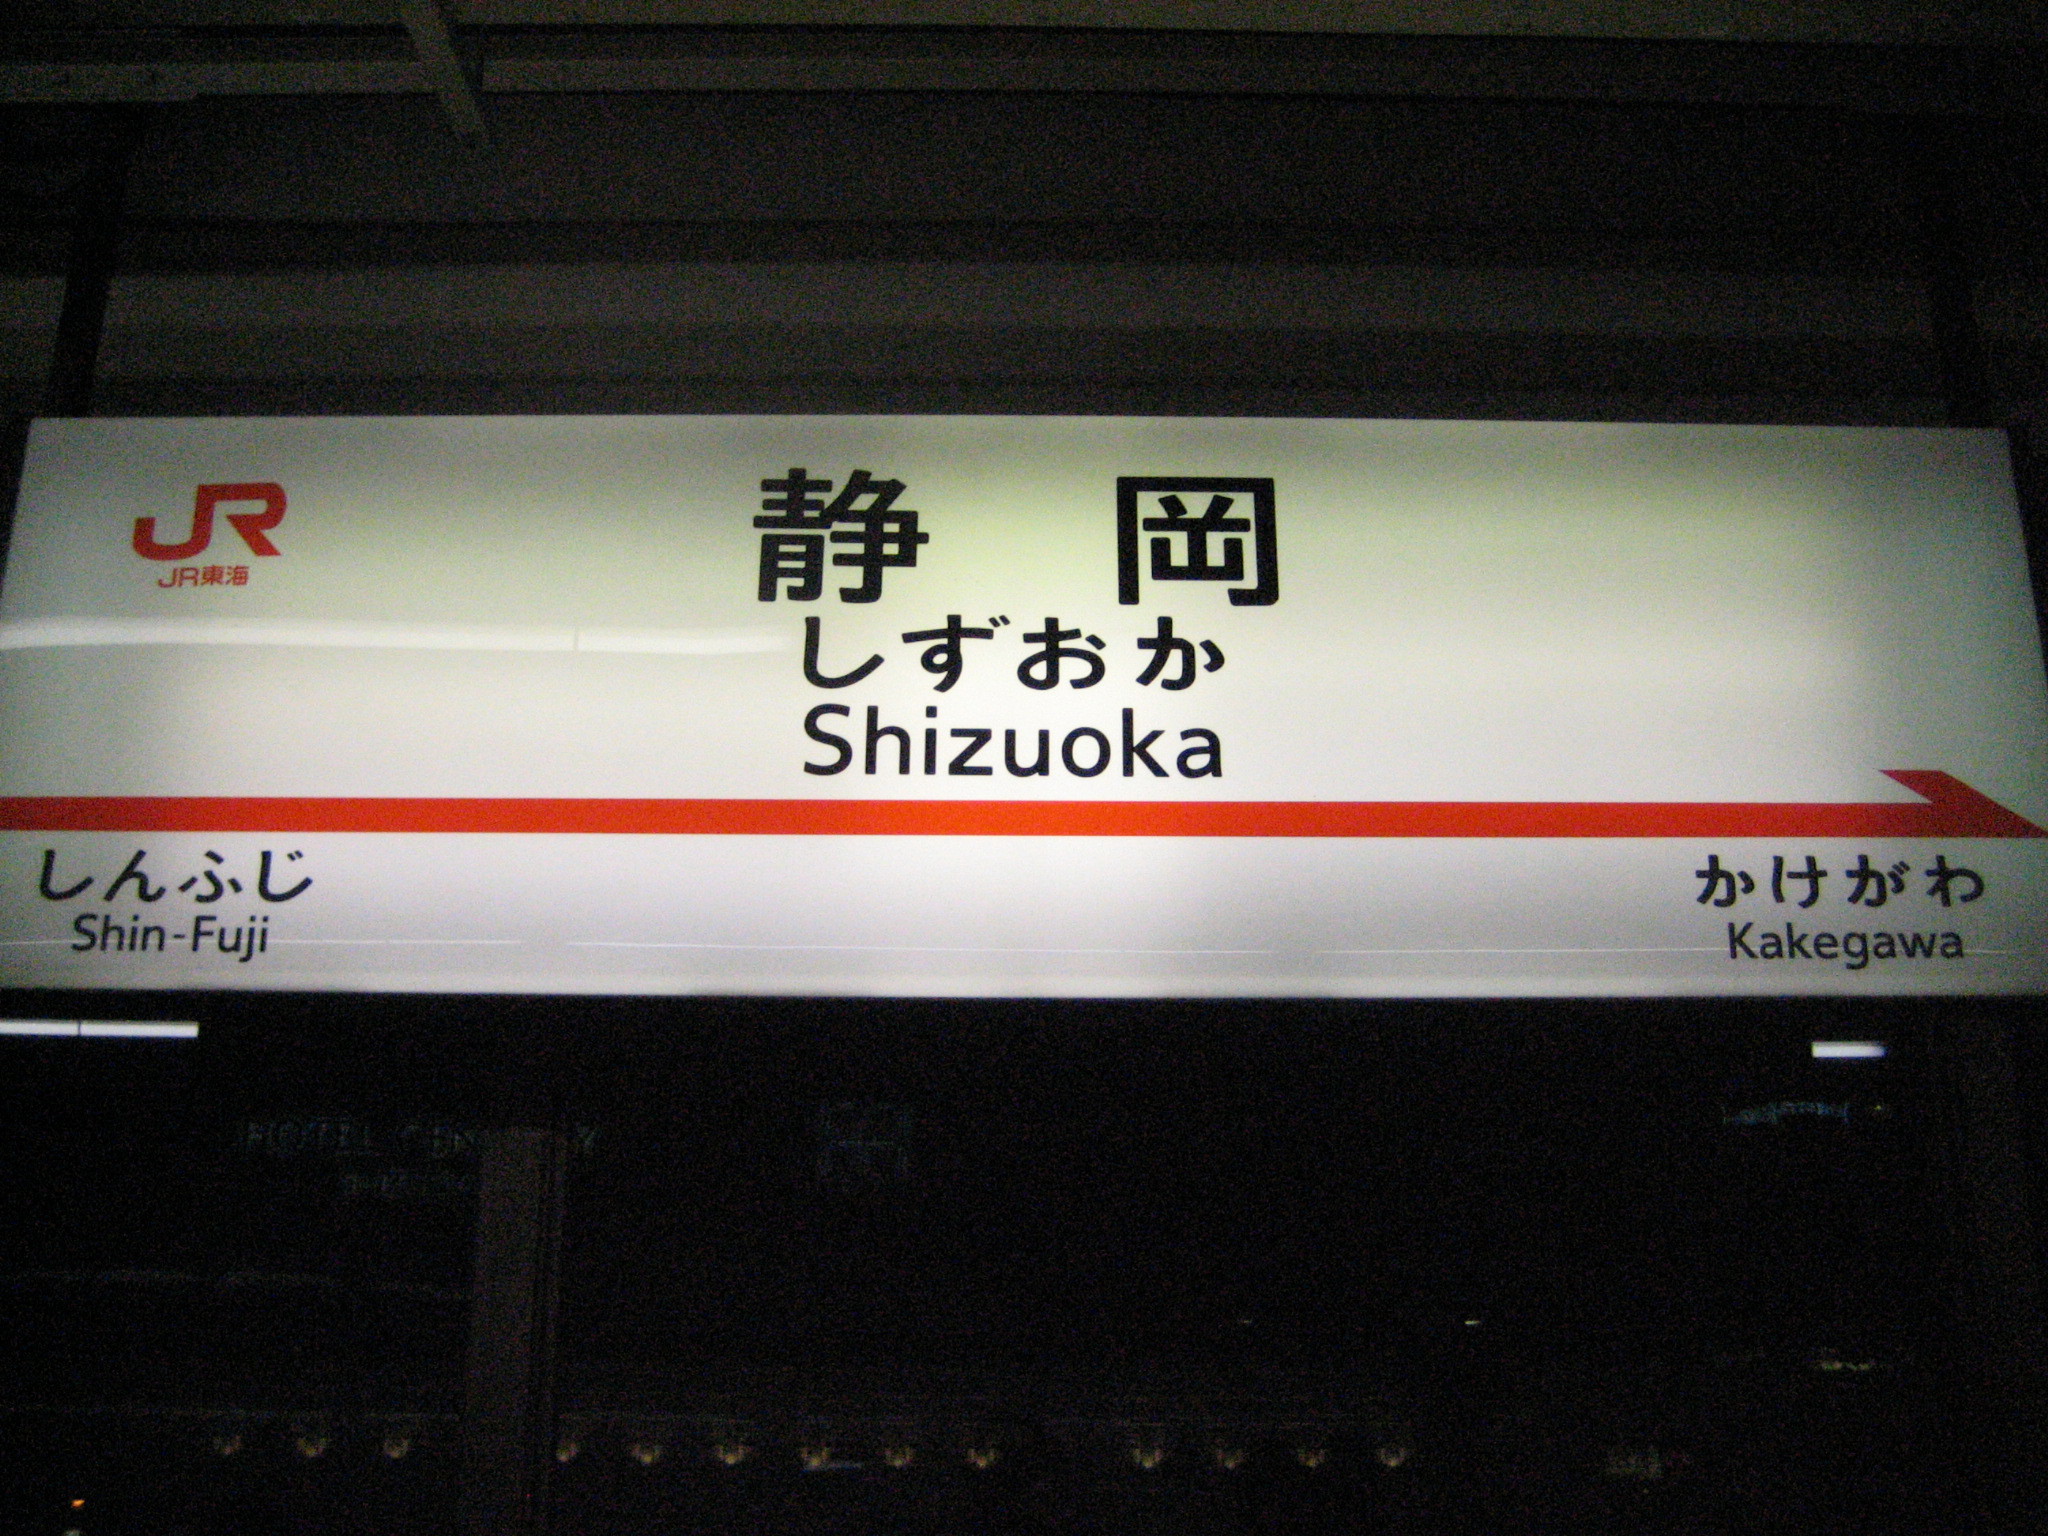 JR
JR東海
静岡
しずおか
Shizuoka
しんふじ
Shin-Fuji
かけがわ
Kakegawa